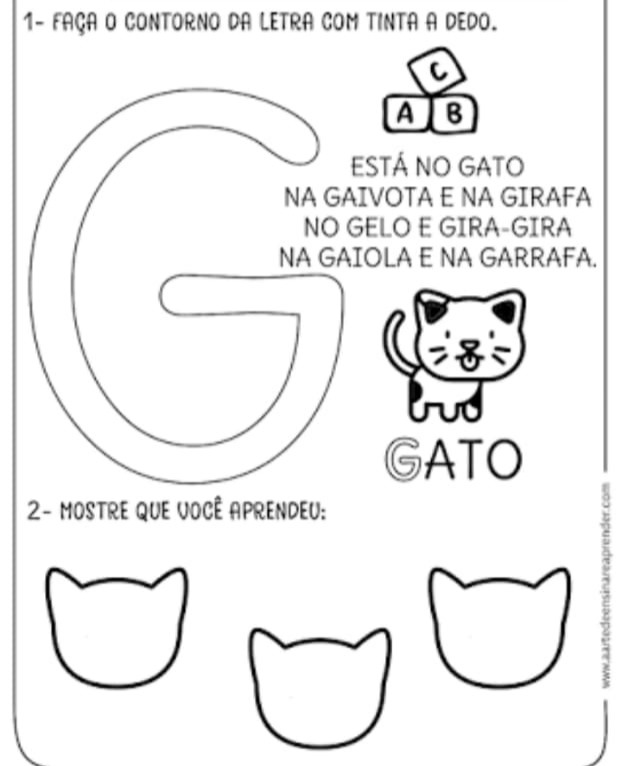 1- FAÇA O CONTORNO DA LETRA COM TINTA A DEDO.
C
A B
G
ESTÁ NO GATO
NA GAIVOTA E NA GIRAFA
NO GELO E GIRA-GIRA
NA GAIOLA E NA GARRAFA.
GATO
2- MOSTRE QUE VOCÊ APRENDEU:
www.aartedeensinareaprender.com